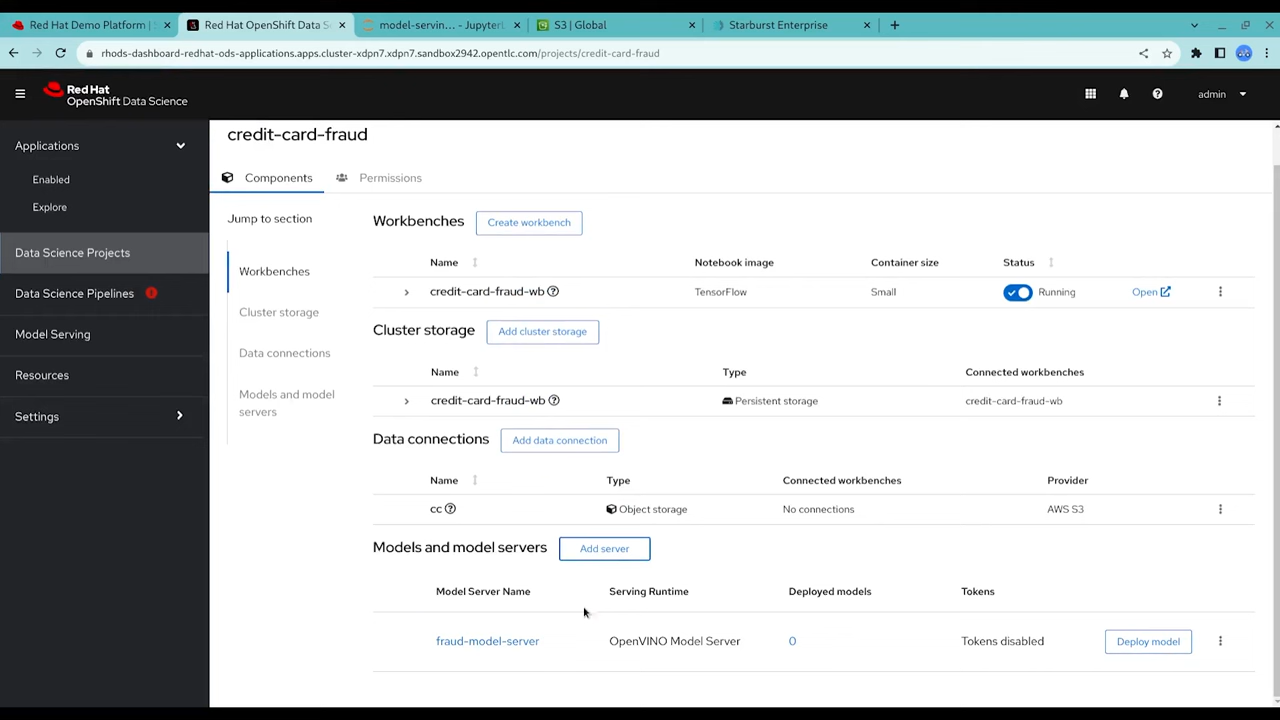 Red Hat Demo Platform |
Red Hat OpenShift Data S
model-servin... - JupyterL
S3 | Global
Starburst Enterprise
rhods-dashboard-redhat-ods-applications.apps.cluster-xdpn7.xdpn7.sandbox2942.opentlc.com/projects/credit-card-fraud
Red Hat
OpenShift Data Science
admin
Applications
Enabled
Explore
Data Science Projects
Data Science Pipelines
Model Serving
Resources
Settings
credit-card-fraud
Components
Permissions
Jump to section
Workbenches
Cluster storage
Data connections
Models and model
servers
Workbenches
Create workbench
Name Notebook image Container size Status
credit-card-fraud-wb TensorFlow Small Running Open
Cluster storage
Add cluster storage
Name Type Connected workbenches
credit-card-fraud-wb Persistent storage credit-card-fraud-wb
Data connections
Add data connection
Name Type Connected workbenches Provider
cc Object storage No connections AWS S3
Models and model servers
Add server
Model Server Name Serving Runtime Deployed models Tokens
fraud-model-server OpenVINO Model Server 0 Tokens disabled Deploy model